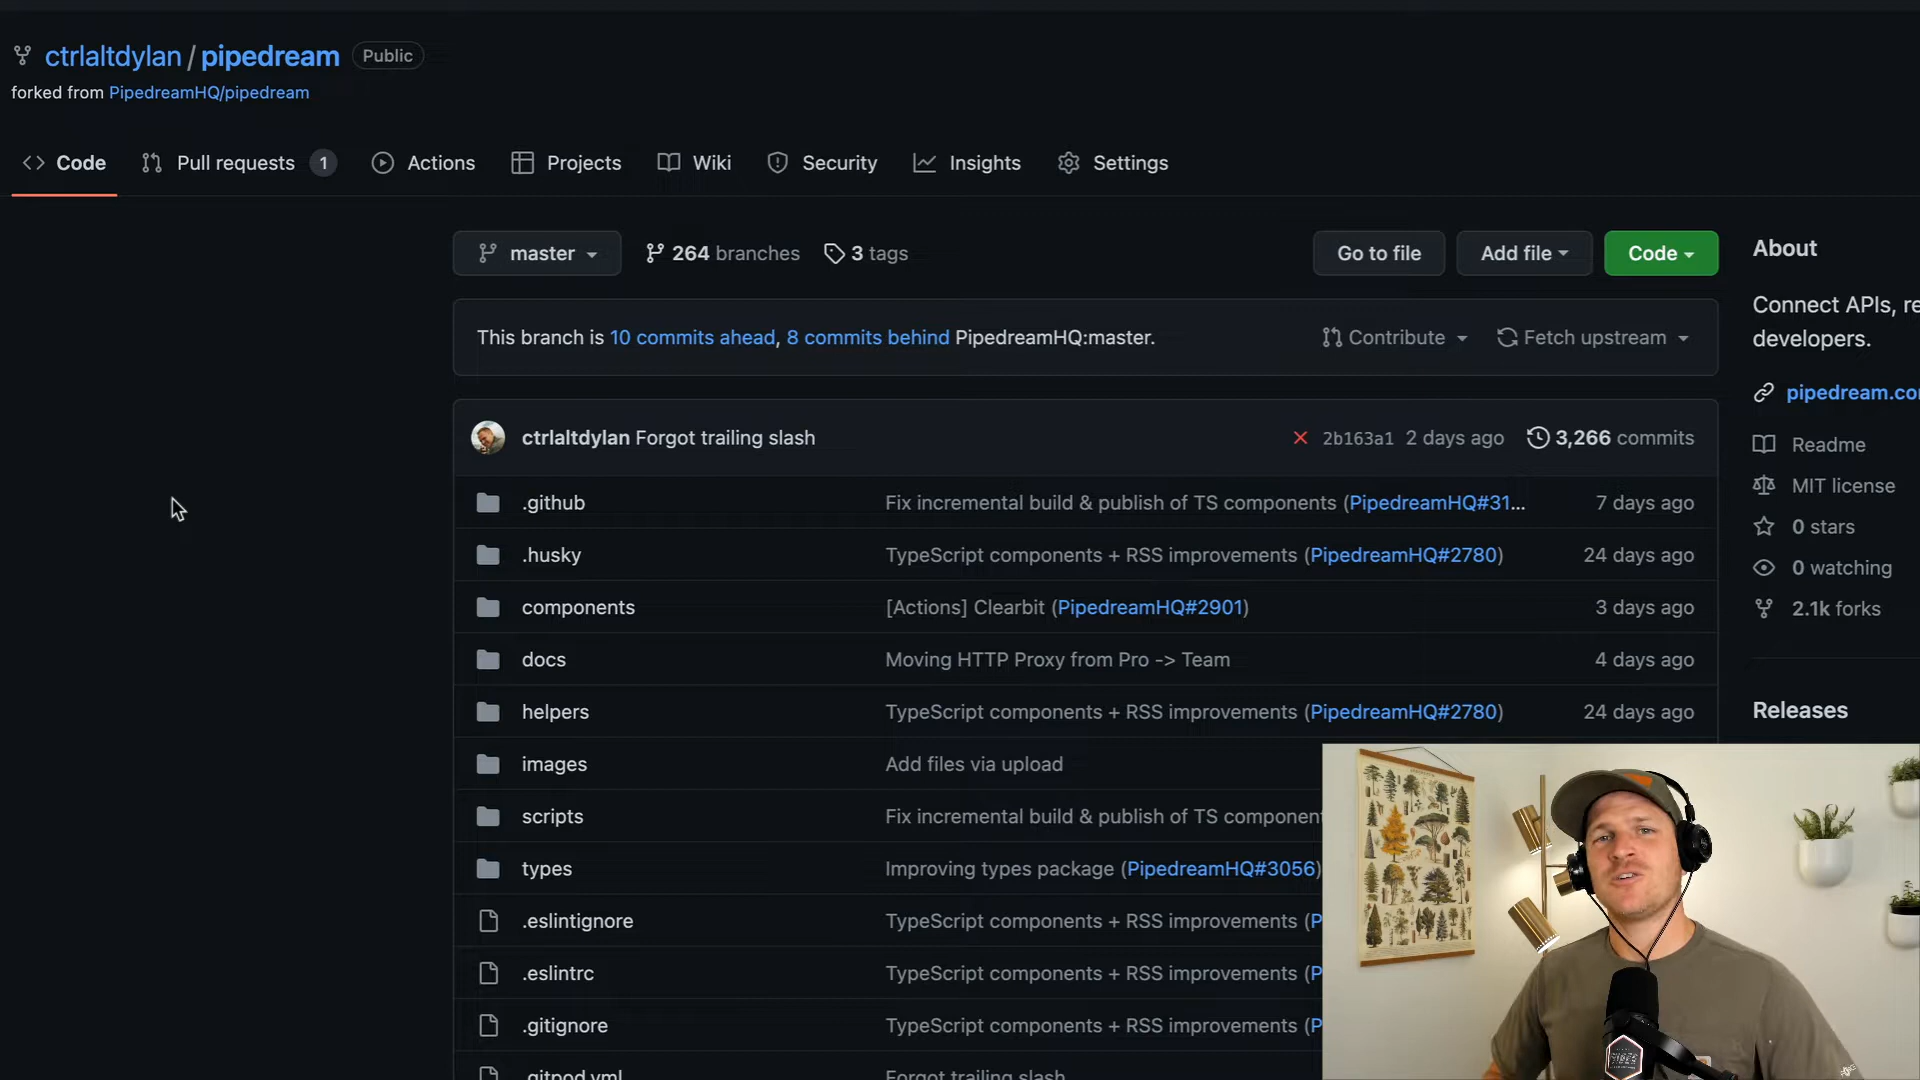 ctrlaltdylan / pipedream Public
forked from PipedreamHQ/pipedream
Code Pull requests 1 Actions Projects Wiki Security Insights Settings
master 264 branches 3 tags Go to file Add file Code
This branch is 10 commits ahead, 8 commits behind PipedreamHQ:master. Contribute Fetch upstream
ctrlaltdylan Forgot trailing slash 2b163a1 2 days ago 3,266 commits
.github Fix incremental build & publish of TS components (PipedreamHQ#31... 7 days ago
.husky TypeScript components + RSS improvements (PipedreamHQ#2780) 24 days ago
components [Actions] Clearbit (PipedreamHQ#2901) 3 days ago
docs Moving HTTP Proxy from Pro -> Team 4 days ago
helpers TypeScript components + RSS improvements (PipedreamHQ#2780) 24 days ago
images Add files via upload
scripts Fix incremental build & publish of TS component
types Improving types package (PipedreamHQ#3056)
.eslintignore TypeScript components + RSS improvements (P
.eslintrc TypeScript components + RSS improvements (P
.gitignore TypeScript components + RSS improvements (P
.gitpod.yml Forgot trailing slash
About
Connect APIs, re
developers.
pipedream.co
Readme
MIT license
0 stars
0 watching
2.1k forks
Releases